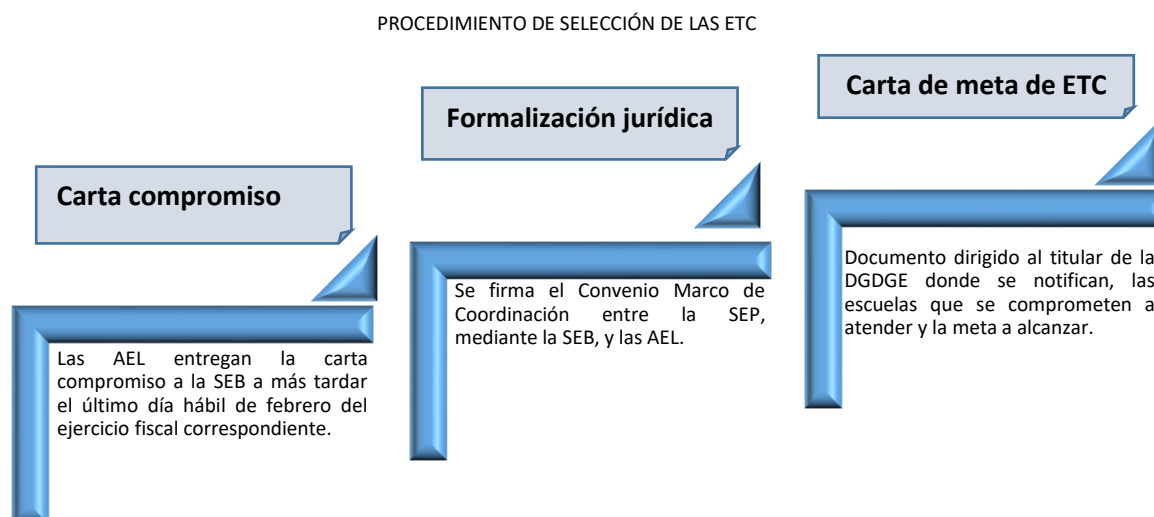 PROCEDIMIENTO DE SELECCIÓN DE LAS ETC
Carta compromiso
Las AEL entregan la carta
compromiso a la SEB a más tardar
el último día hábil de febrero del
ejercicio fiscal correspondiente.
Formalización jurídica
Se firma el Convenio Marco de
Coordinación entre la SEP,
mediante la SEB, y las AEL.
Carta de meta de ETC
Documento dirigido al titular de la
DGDGE donde se notifican, las
escuelas que se comprometen a
atender y la meta a alcanzar.